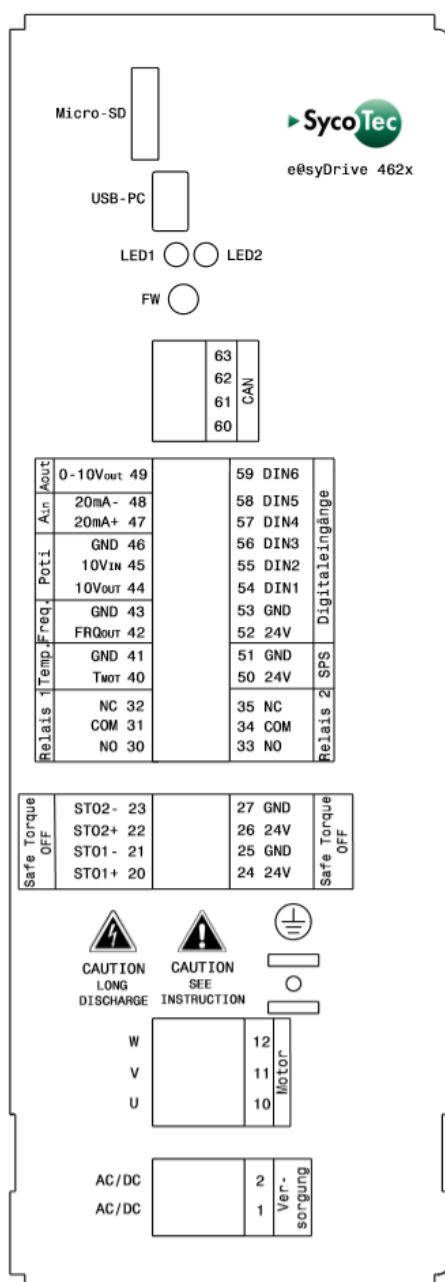 Micro-SD
SycoTec
e@syDrive 462x
USB-PC
LED1 LED2
FW
63
62
61
60
CAN
Aout
0-10Vout 49
Ain
20mA- 48
20mA+ 47
Poti
GND 46
10VIN 45
10VOUT 44
Freq.
GND 43
FRQOUT 42
Temp.
GND 41
TMOT 40
Relais 1
NC 32
COM 31
NO 30
59 DIN6
58 DIN5
57 DIN4
56 DIN3
55 DIN2
54 DIN1
53 GND
52 24V
Digitaleingänge
51 GND
50 24V
SPS
35 NC
34 COM
33 NO
Relais 2
Safe Torque
OFF
STO2- 23
STO2+ 22
STO1- 21
STO1+ 20
27 GND
26 24V
25 GND
24 24V
Safe Torque
OFF
CAUTION
LONG
DISCHARGE
CAUTION
SEE
INSTRUCTION
W 12
V 11
U 10
Motor
AC/DC 2
AC/DC 1
Ver-
sorgung